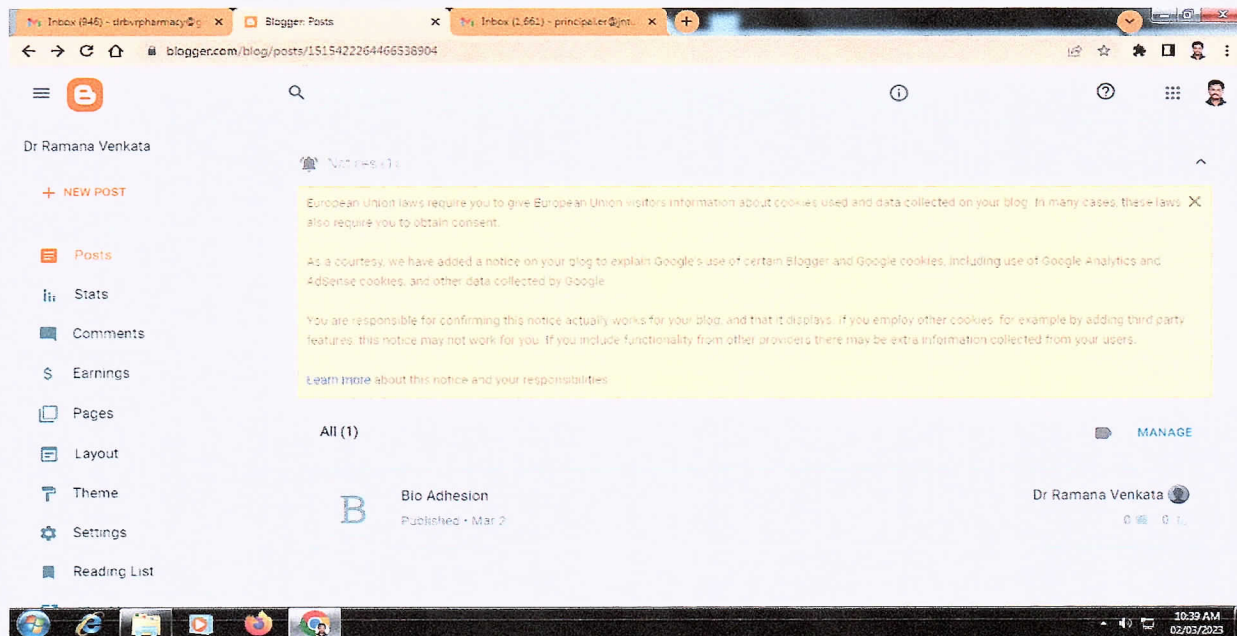 Inbox (946) - drbvrpharmacy@g
Blogger: Posts
Inbox (1,661) - principal.er@jnt
blogger.com/blog/posts/1515422264466538904
Dr Ramana Venkata
Notices (1)
+ NEW POST
European Union laws require you to give European Union visitors information about cookies used and data collected on your blog. In many cases, these laws
also require you to obtain consent.
As a courtesy, we have added a notice on your blog to explain Google's use of certain Blogger and Google cookies, including use of Google Analytics and
AdSense cookies, and other data collected by Google.
You are responsible for confirming this notice actually works for your blog, and that it displays. If you employ other cookies, for example by adding third party
features, this notice may not work for you. If you include functionality from other providers there may be extra information collected from your users.
Learn more about this notice and your responsibilities.
Posts
Stats
Comments
Earnings
Pages
Layout
Theme
Settings
Reading List
All (1)
MANAGE
B
Bio Adhesion
Dr Ramana Venkata
Published • Mar 2
0 0
10:39 AM
02/03/2023